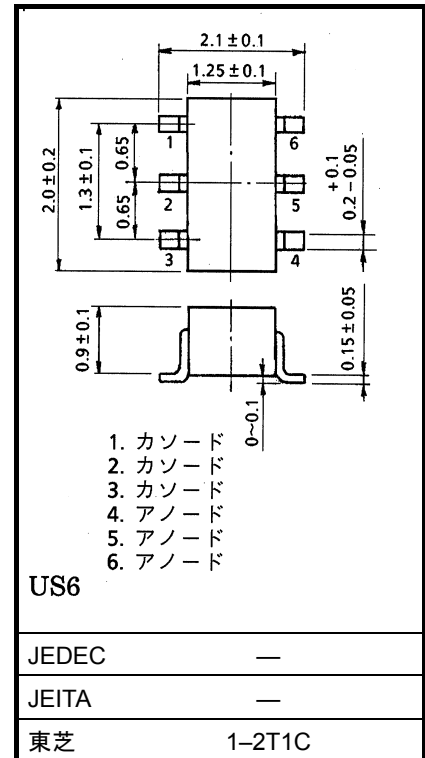 2.1±0.1
1.25±0.1
1
2
3
6
5
4
2.0±0.2
1.3±0.1
0.65
0.65
+0.1
0.2−0.05
0.9±0.1
0.15±0.05
0~0.1
1. カソード
2. カソード
3. カソード
4. アノード
5. アノード
6. アノード
US6
JEDEC —
JEITA —
東芝 1–2T1C